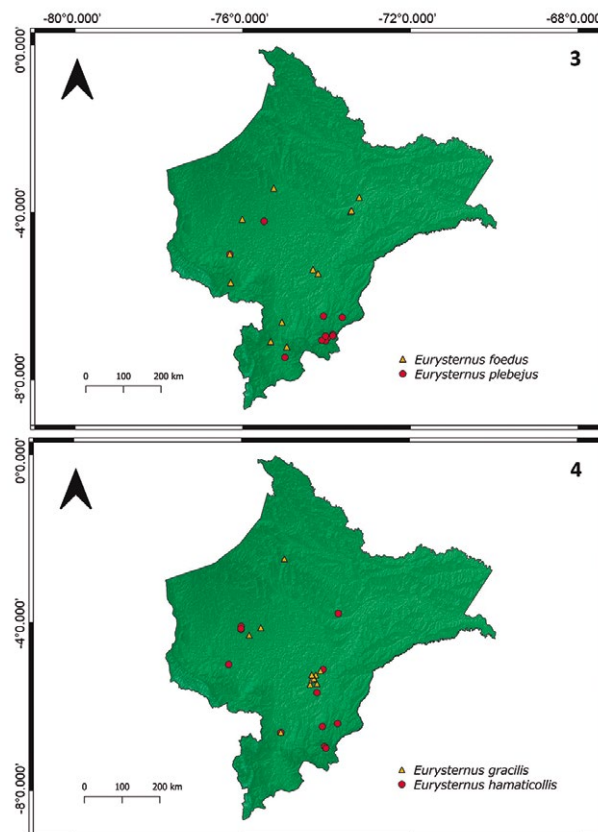 -80°0.000' -76°0.000' -72°0.000' -68°0.000'
0°0.000'
3
-4°0.000'
-8°0.000'
Eurysternus foedus
Eurysternus plebejus
0 100 200 km
0°0.000'
4
-4°0.000'
-8°0.000'
Eurysternus gracilis
Eurysternus hamaticollis
0 100 200 km